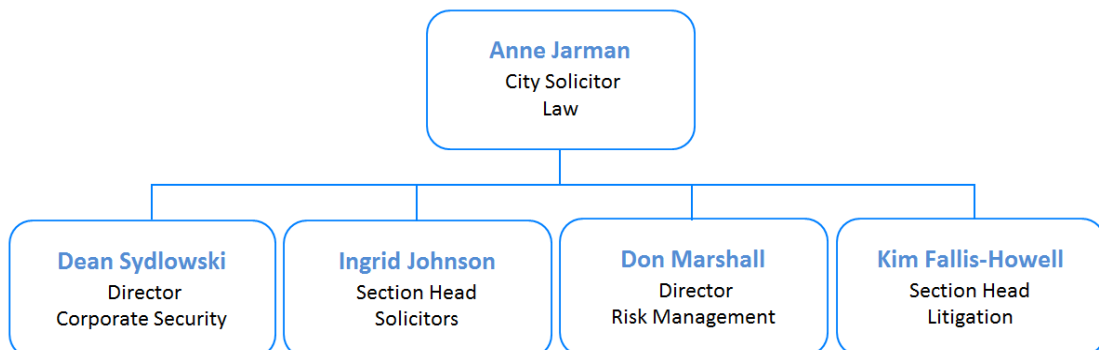 Anne Jarman
City Solicitor
Law
Dean Sydlowski
Director
Corporate Security
Ingrid Johnson
Section Head
Solicitors
Don Marshall
Director
Risk Management
Kim Fallis-Howell
Section Head
Litigation